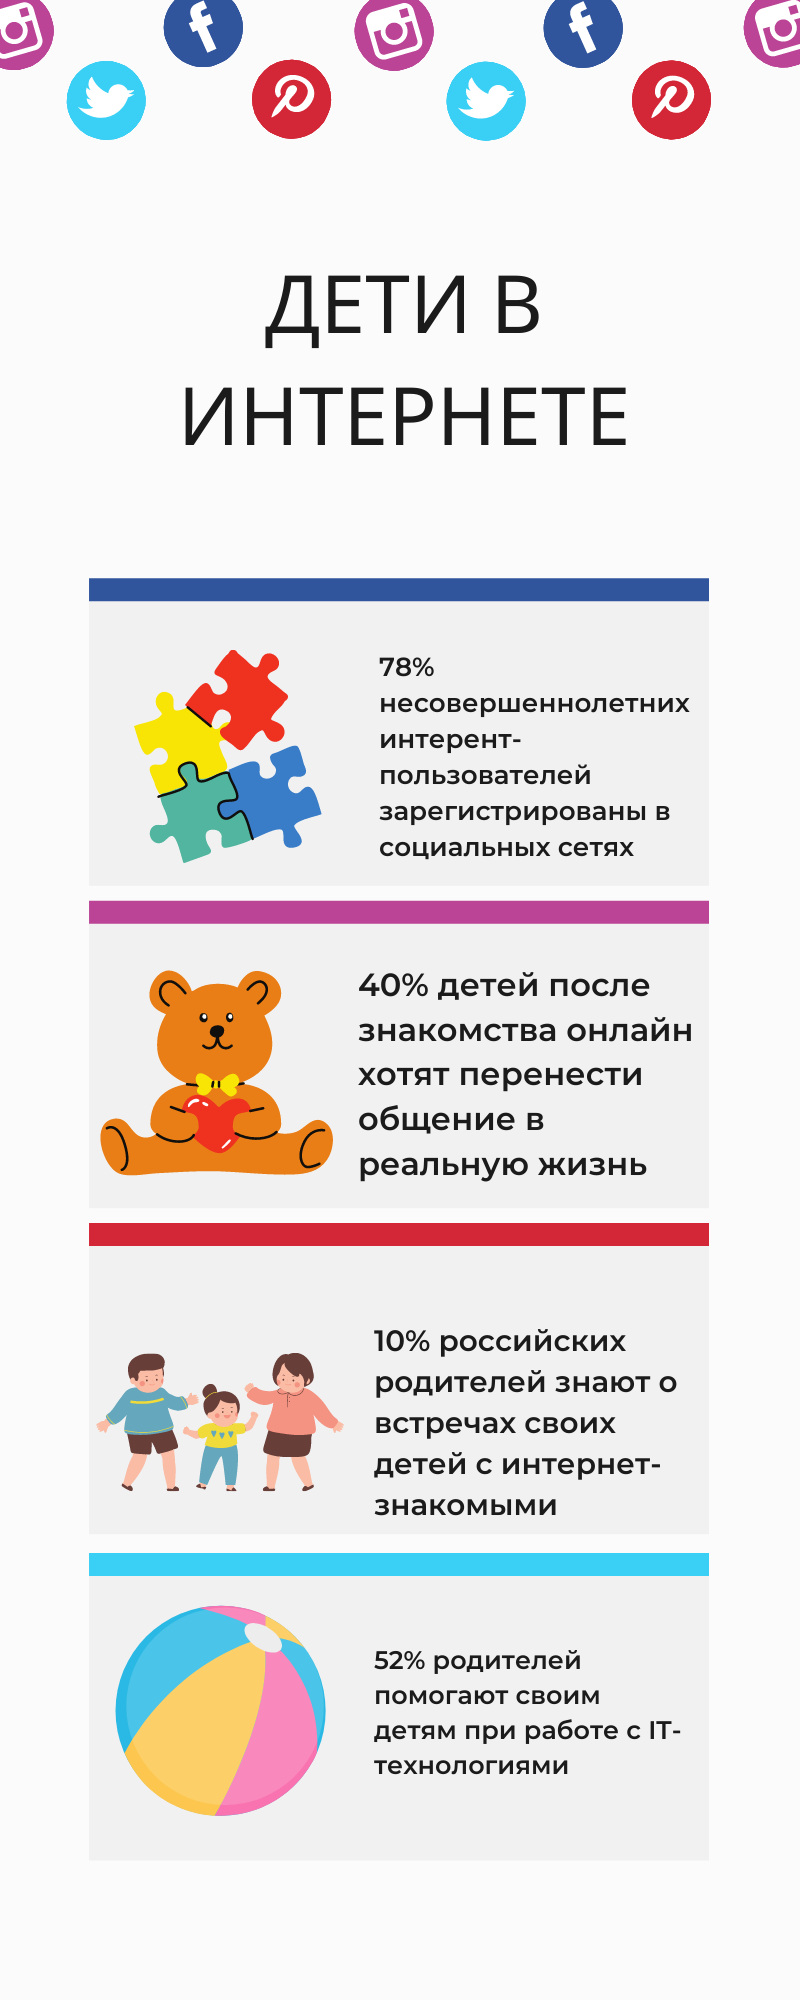 ДЕТИ В
ИНТЕРНЕТЕ
78%
несовершеннолетних
интерент-
пользователей
зарегистрированы в
социальных сетях
40% детей после
знакомства онлайн
хотят перенести
общение в
реальную жизнь
10% российских
родителей знают о
встречах своих
детей с интернет-
знакомыми
52% родителей
помогают своим
детям при работе с IT-
технологиями